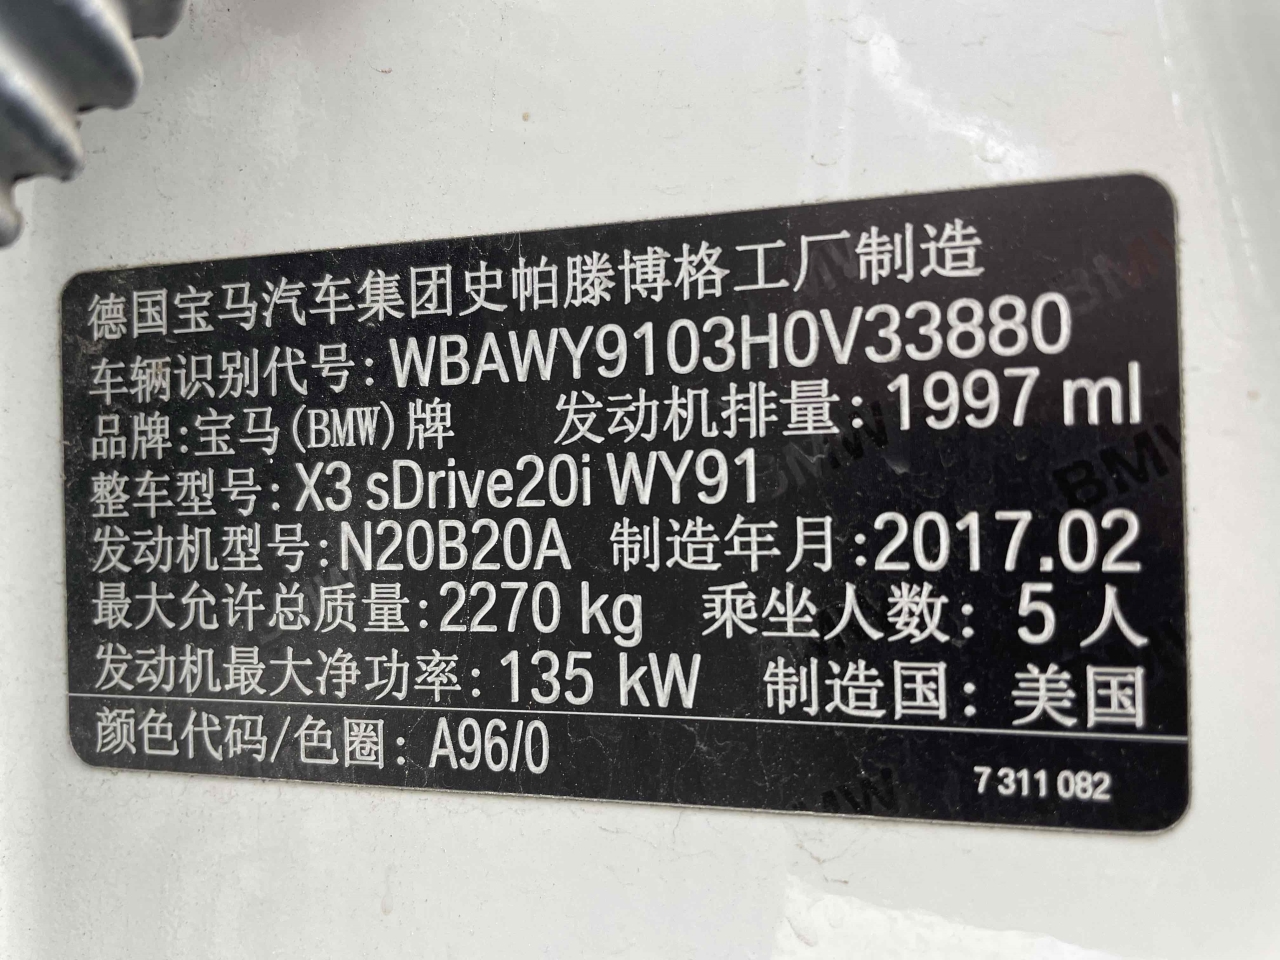 德国宝马汽车集团史帕滕博格工厂制造
车辆识别代号: WBAWY9103H0V33880
品牌:宝马(BMW)牌 发动机排量: 1997 ml
整车型号: X3 sDrive20i WY91
发动机型号: N20B20A 制造年月:2017.02
最大允许总质量: 2270 kg 乘坐人数: 5 人
发动机最大净功率: 135 kW 制造国: 美国
颜色代码/色圈: A96/0
7 311 082